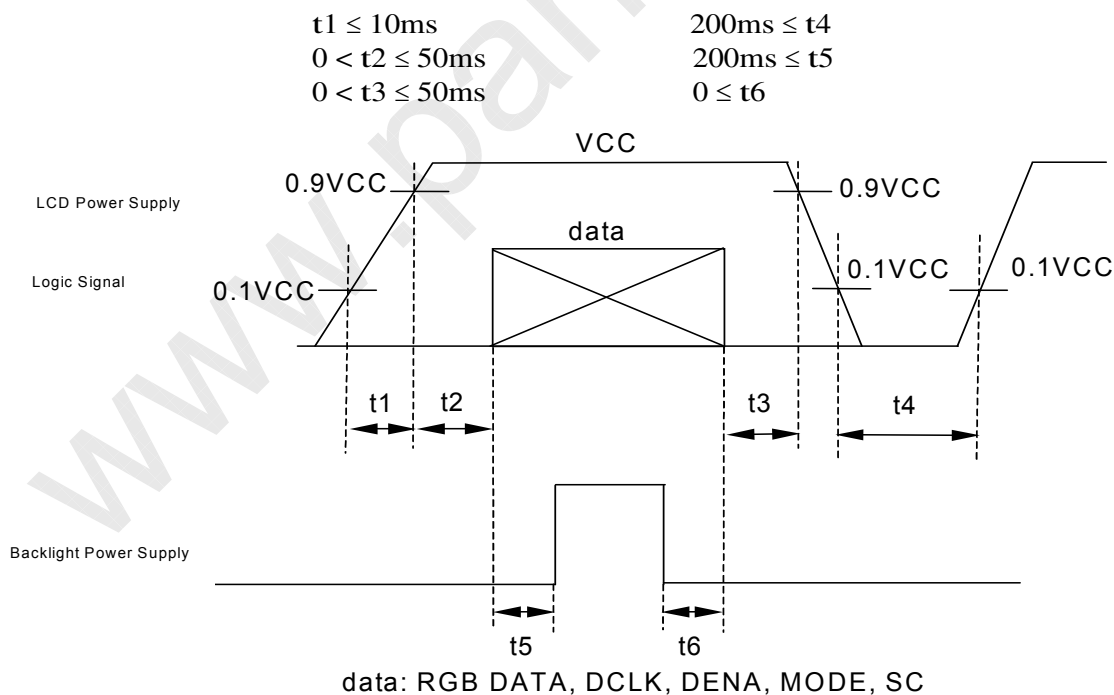 t1 ≤ 10ms 200ms ≤ t4
0 < t2 ≤ 50ms 200ms ≤ t5
0 < t3 ≤ 50ms 0 ≤ t6
VCC
0.9VCC 0.9VCC
LCD Power Supply
data
Logic Signal
0.1VCC 0.1VCC 0.1VCC
t1 t2 t3 t4
Backlight Power Supply
t5 t6
data: RGB DATA, DCLK, DENA, MODE, SC
www.pan